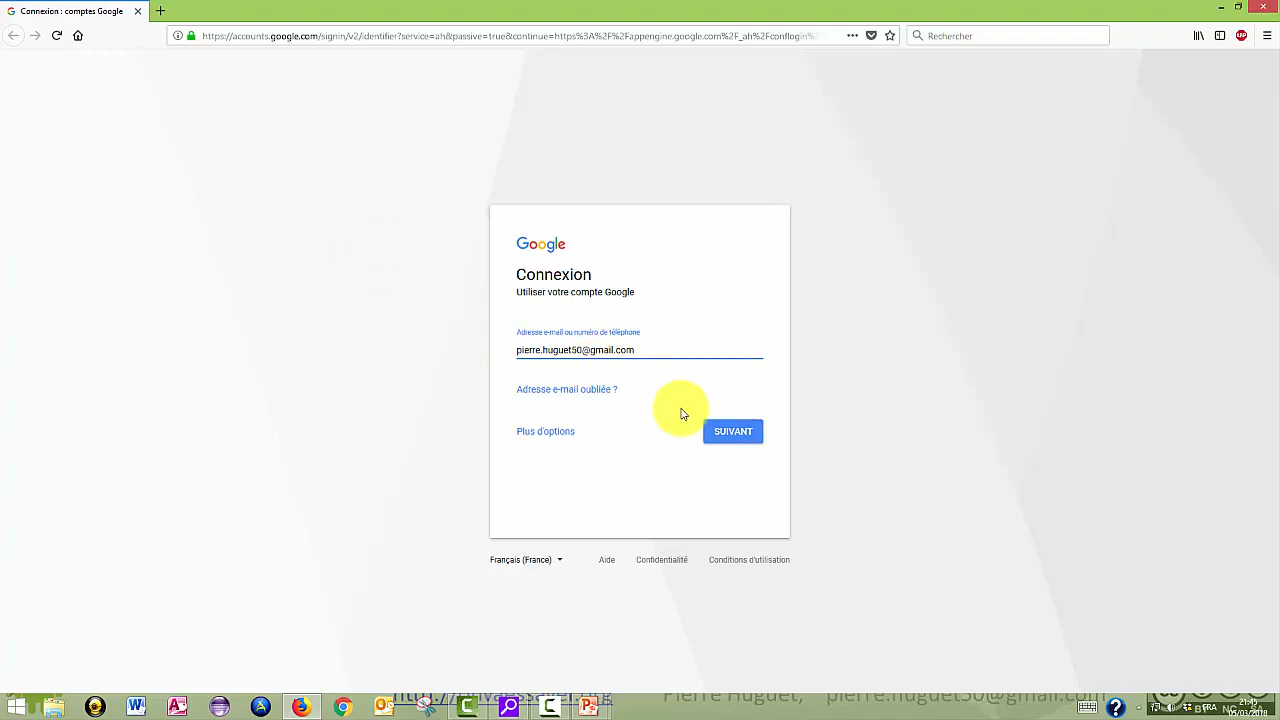 Connexion : comptes Google
https://accounts.google.com/signin/v2/identifier?service=ah&passive=true&continue=https%3A%2F%2Fappengine.google.com%2F_ah%2Fconflogin%
Rechercher
ABP
Google
Connexion
Utiliser votre compte Google
Adresse e-mail ou numéro de téléphone
pierre.huguet50@gmail.com
Adresse e-mail oubliée ?
Plus d'options
SUIVANT
Français (France)
Aide
Confidentialité
Conditions d'utilisation
Pierre Huguet, pierre.huguet50@gmail.com
21:45